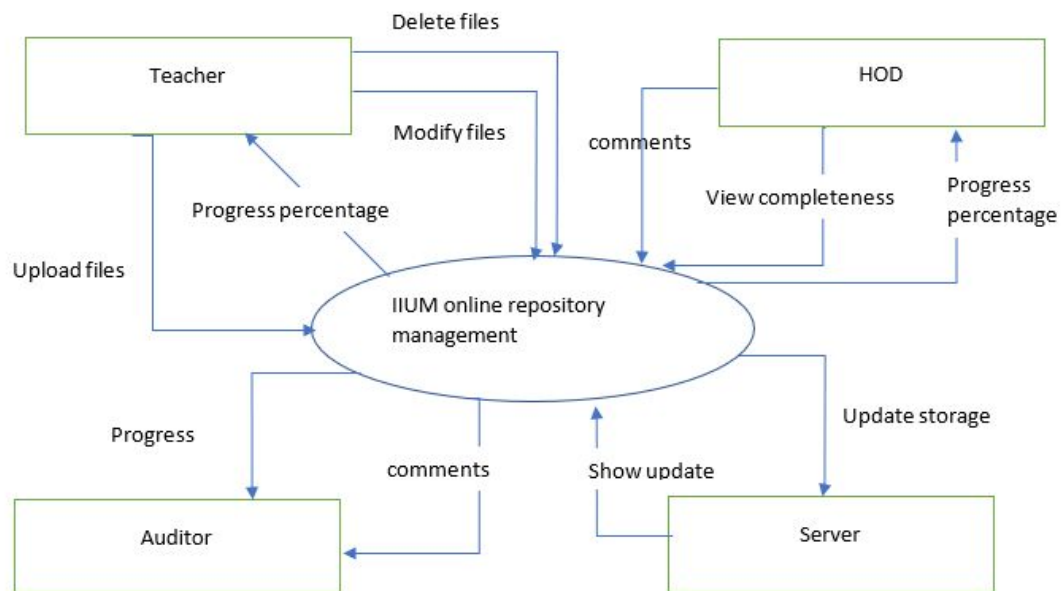 Delete files
Teacher
HOD
Modify files
comments
View completeness
Progress
percentage
Progress percentage
Upload files
IIUM online repository
management
Progress
Update storage
comments
Show update
Auditor
Server